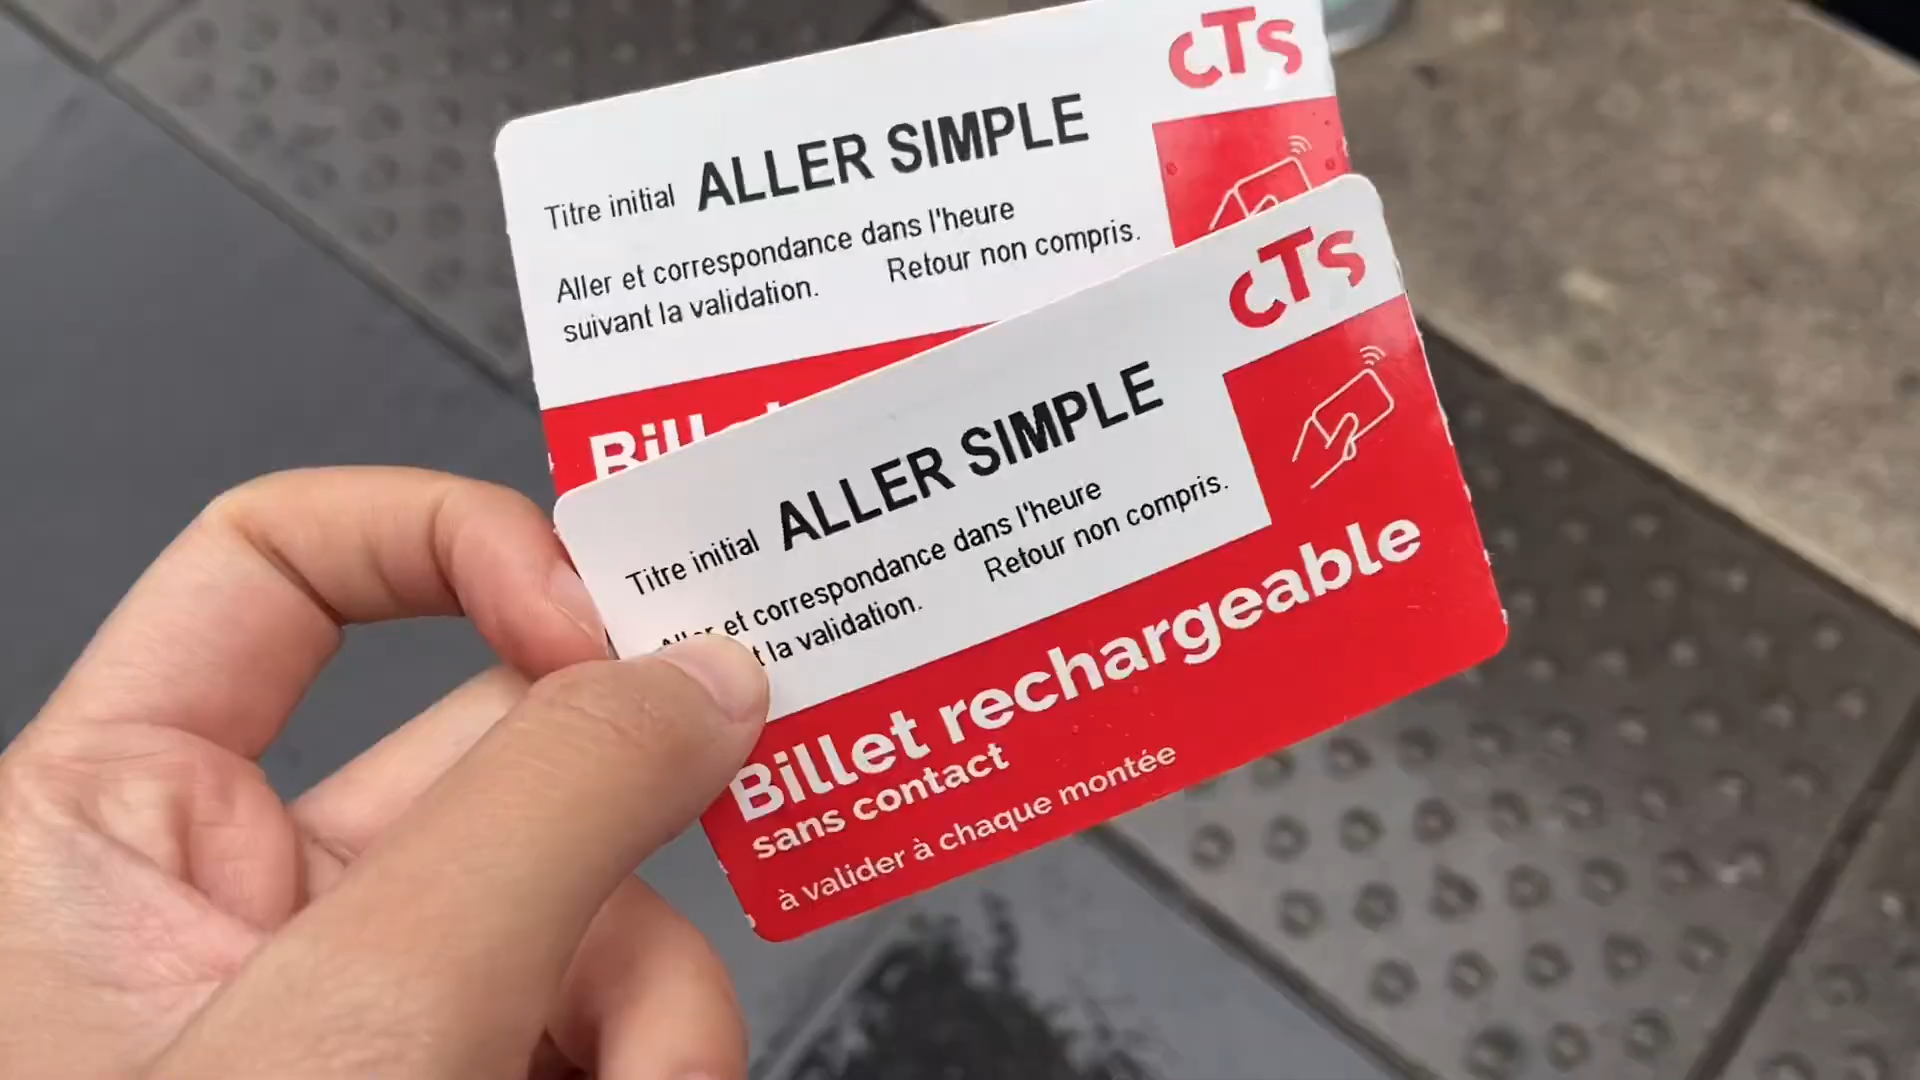 CTS
Titre initial ALLER SIMPLE
Aller et correspondance dans l'heure
suivant la validation. Retour non compris.
CTS
Titre initial ALLER SIMPLE
et correspondance dans l'heure
la validation. Retour non compris.
Billet rechargeable
sans contact
à valider à chaque montée